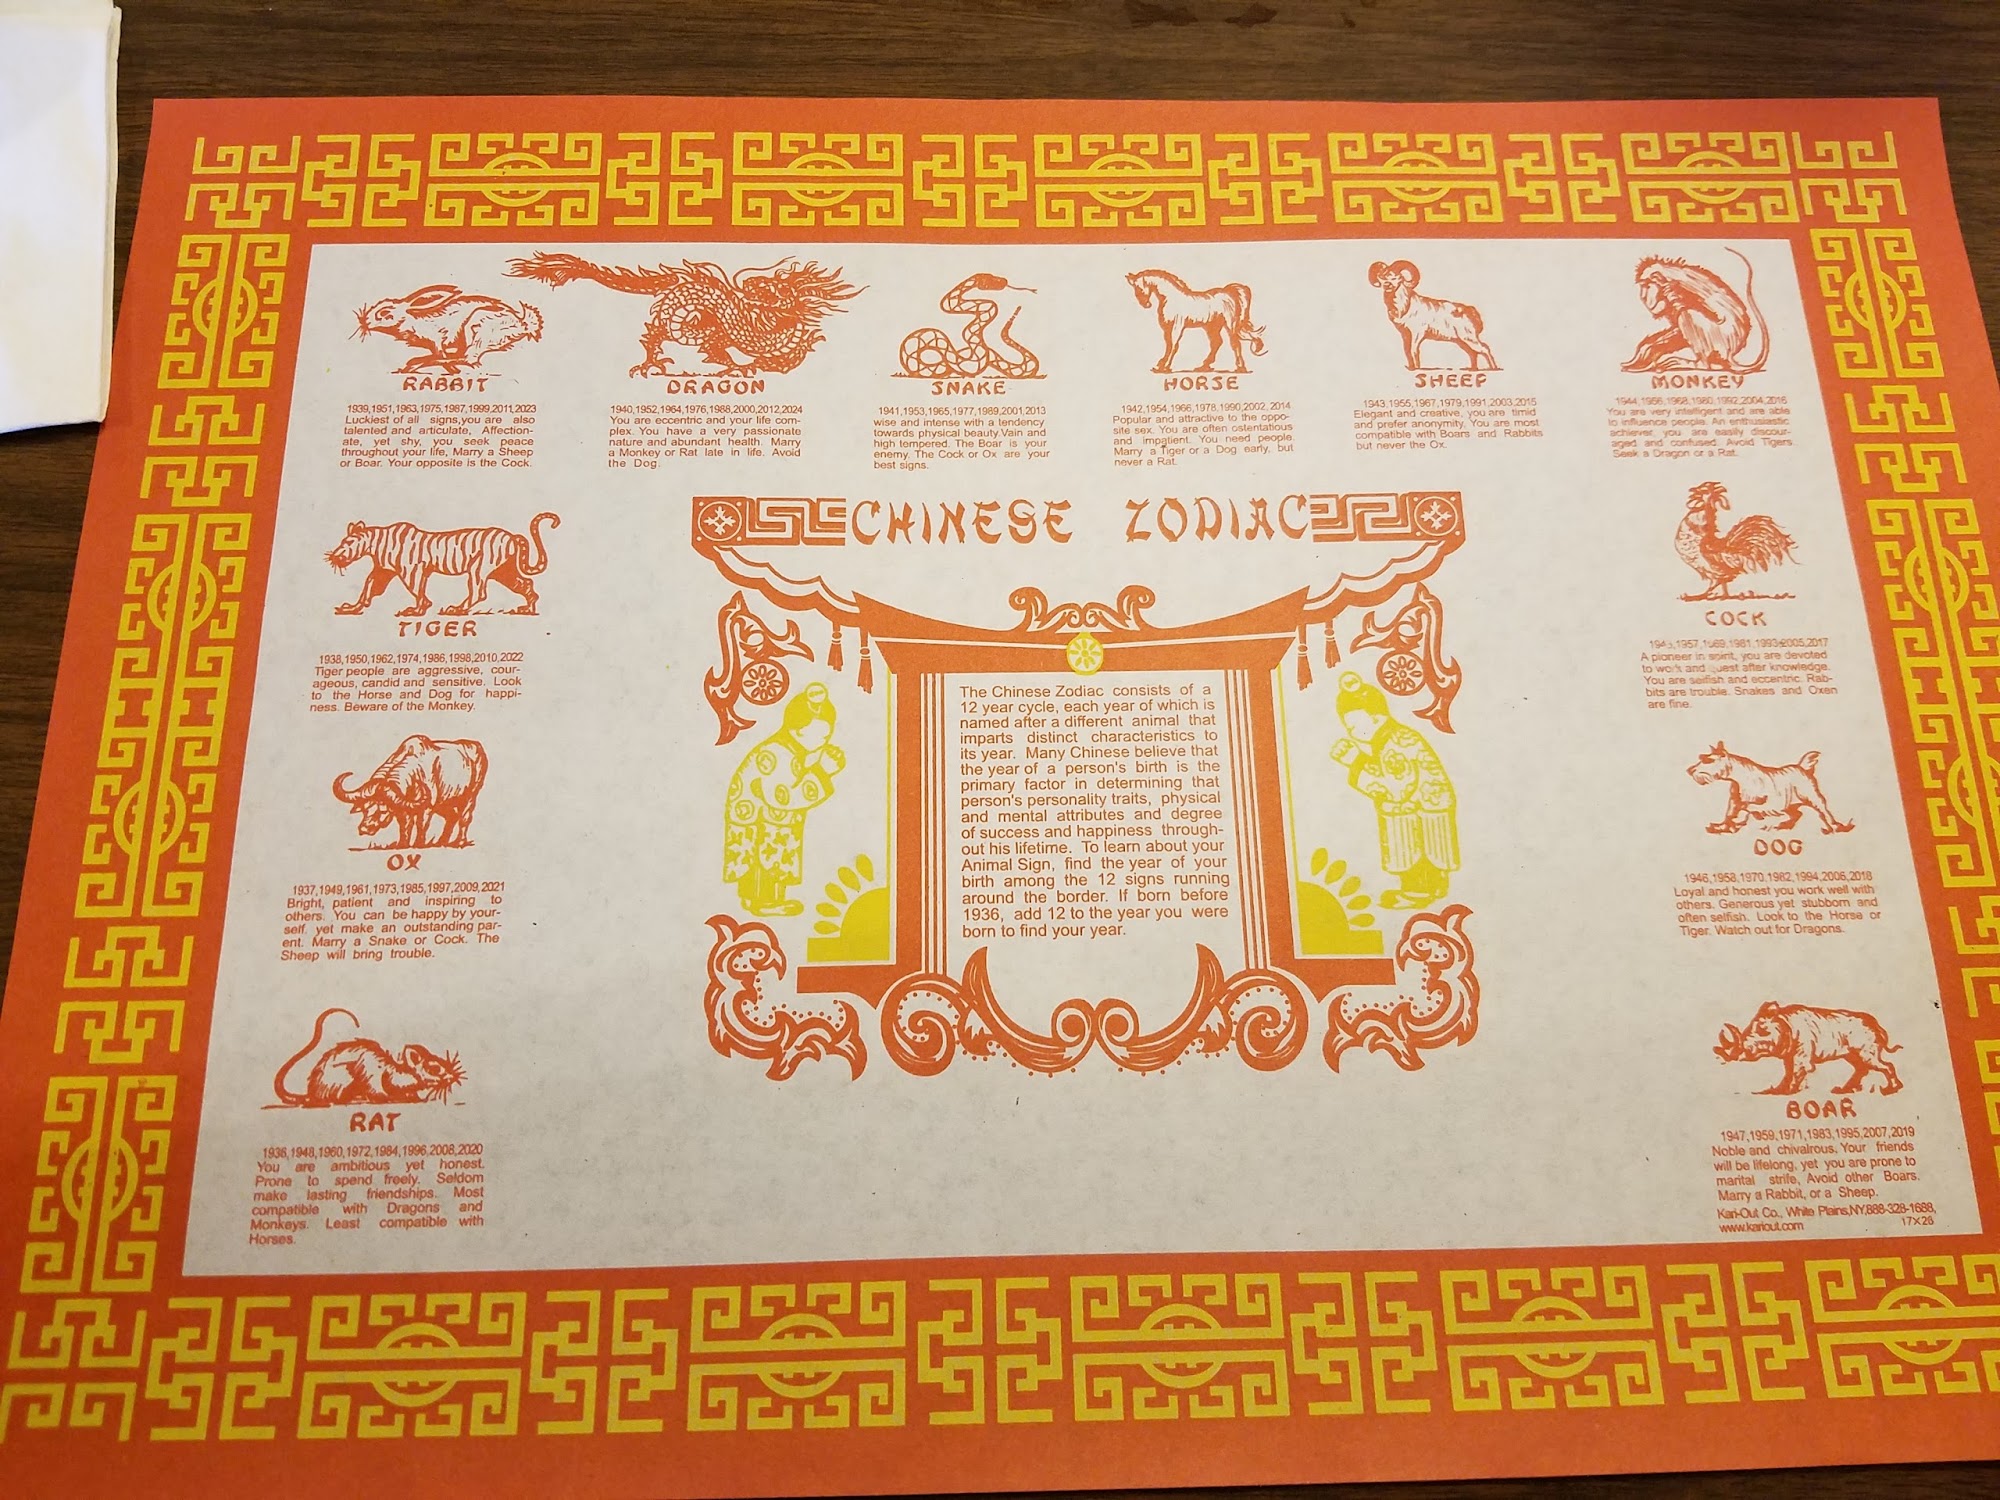 RABBIT
1939,1951,1963,1975,1987,1999,2011,2023
Luckiest of all signs,you are also
talented and articulate, Affection-
ate, yet shy, you seek peace
throughout your life, Marry a Sheep
or Boar. Your opposite is the Cock.
DRAGON
1940,1952,1964,1976,1988,2000,2012,2024
You are eccentric and your life com-
plex. You have a very passionate
nature and abundant health. Marry
a Monkey or Rat late in life. Avoid
the Dog.
SNAKE
1941,1953,1965,1977,1989,2001,2013
wise and intense with a tendency
towards physical beauty.Vain and
high tempered. The Boar is your
enemy. The Cock or Ox are your
best signs.
HORSE
1942,1954,1966,1978,1990,2002, 2014
Popular and attractive to the oppo-
site sex. You are often ostentatious
and impatient. You need people.
Marry a Tiger or a Dog early, but
never a Rat.
SHEEP
1943,1955,1967,1979,1991,2003,2015
Elegant and creative, you are timid
and prefer anonymity. You are most
compatible with Boars and Rabbits
but never the Ox.
MONKEY
1944,1956,1968,1980,1992,2004,2016
You are very intelligent and are able
to influence people. An enthusiastic
achiever, you are easily discour-
aged and confused. Avoid Tigers.
Seek a Dragon or a Rat.
CHINESE ZODIAC
TIGER
1938,1950,1962,1974,1986,1998,2010,2022
Tiger people are aggressive, cour-
ageous, candid and sensitive. Look
to the Horse and Dog for happi-
ness. Beware of the Monkey.
COCK
1945,1957,1969,1981,1993,2005,2017
A pioneer in spirit, you are devoted
to work and quest after knowledge.
You are selfish and eccentric. Rab-
bits are trouble. Snakes and Oxen
are fine.
The Chinese Zodiac consists of a
12 year cycle, each year of which is
named after a different animal that
imparts distinct characteristics to
its year. Many Chinese believe that
the year of a person's birth is the
primary factor in determining that
person's personality traits, physical
and mental attributes and degree
of success and happiness through-
out his lifetime. To learn about your
Animal Sign, find the year of your
birth among the 12 signs running
around the border. If born before
1936, add 12 to the year you were
born to find your year.
OX
1937,1949,1961,1973,1985,1997,2009,2021
Bright, patient and inspiring to
others. You can be happy by your-
self, yet make an outstanding par-
ent. Marry a Snake or Cock. The
Sheep will bring trouble.
DOG
1946,1958,1970,1982,1994,2006,2018
Loyal and honest you work well with
others. Generous yet stubborn and
often selfish. Look to the Horse or
Tiger. Watch out for Dragons.
RAT
1936,1948,1960,1972,1984,1996,2008,2020
You are ambitious yet honest.
Prone to spend freely. Seldom
make lasting friendships. Most
compatible with Dragons and
Monkeys. Least compatible with
Horses.
BOAR
1947,1959,1971,1983,1995,2007,2019
Noble and chivalrous, Your friends
will be lifelong, yet you are prone to
marital strife, Avoid other Boars.
Marry a Rabbit, or a Sheep.
Kari-Out Co., White Plains,NY,888-328-1688,
www.kariout.com 17X26